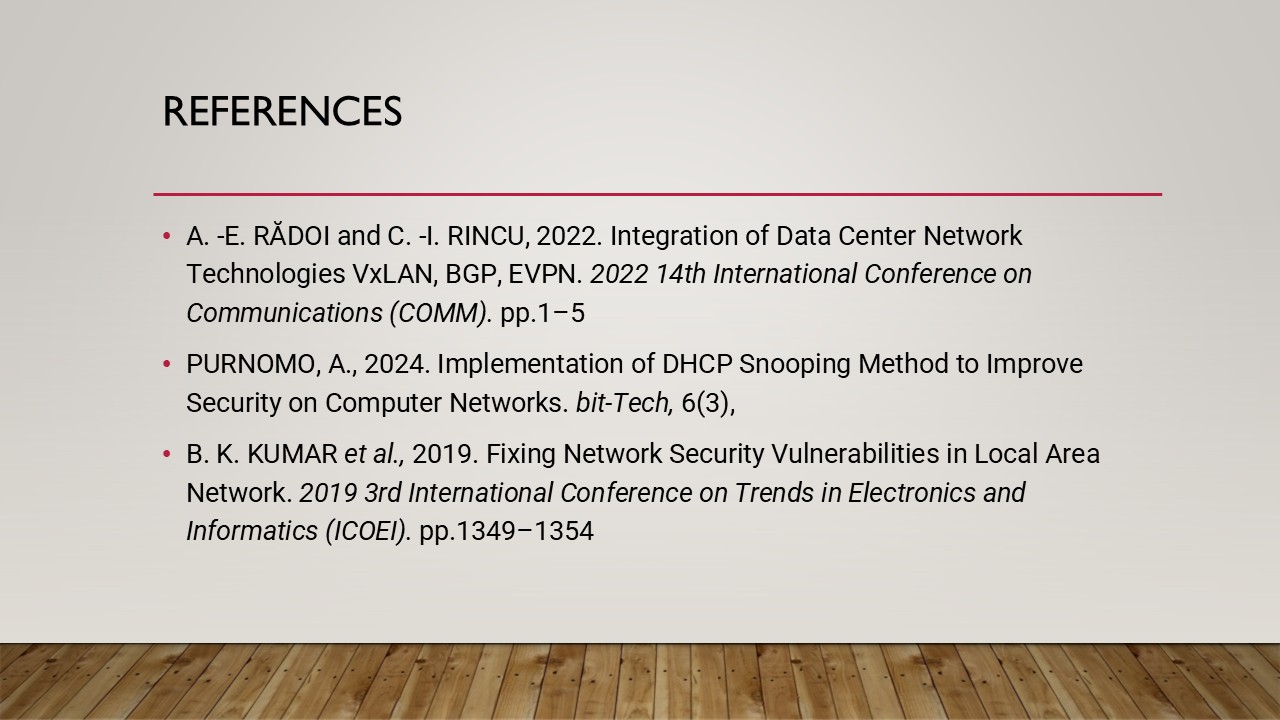 REFERENCES
• A. -E. RĂDOI and C. -I. RINCU, 2022. Integration of Data Center Network
Technologies VxLAN, BGP, EVPN. 2022 14th International Conference on
Communications (COMM). pp.1–5
• PURNOMO, A., 2024. Implementation of DHCP Snooping Method to Improve
Security on Computer Networks. bit-Tech, 6(3),
• B. K. KUMAR et al., 2019. Fixing Network Security Vulnerabilities in Local Area
Network. 2019 3rd International Conference on Trends in Electronics and
Informatics (ICOEI). pp.1349–1354